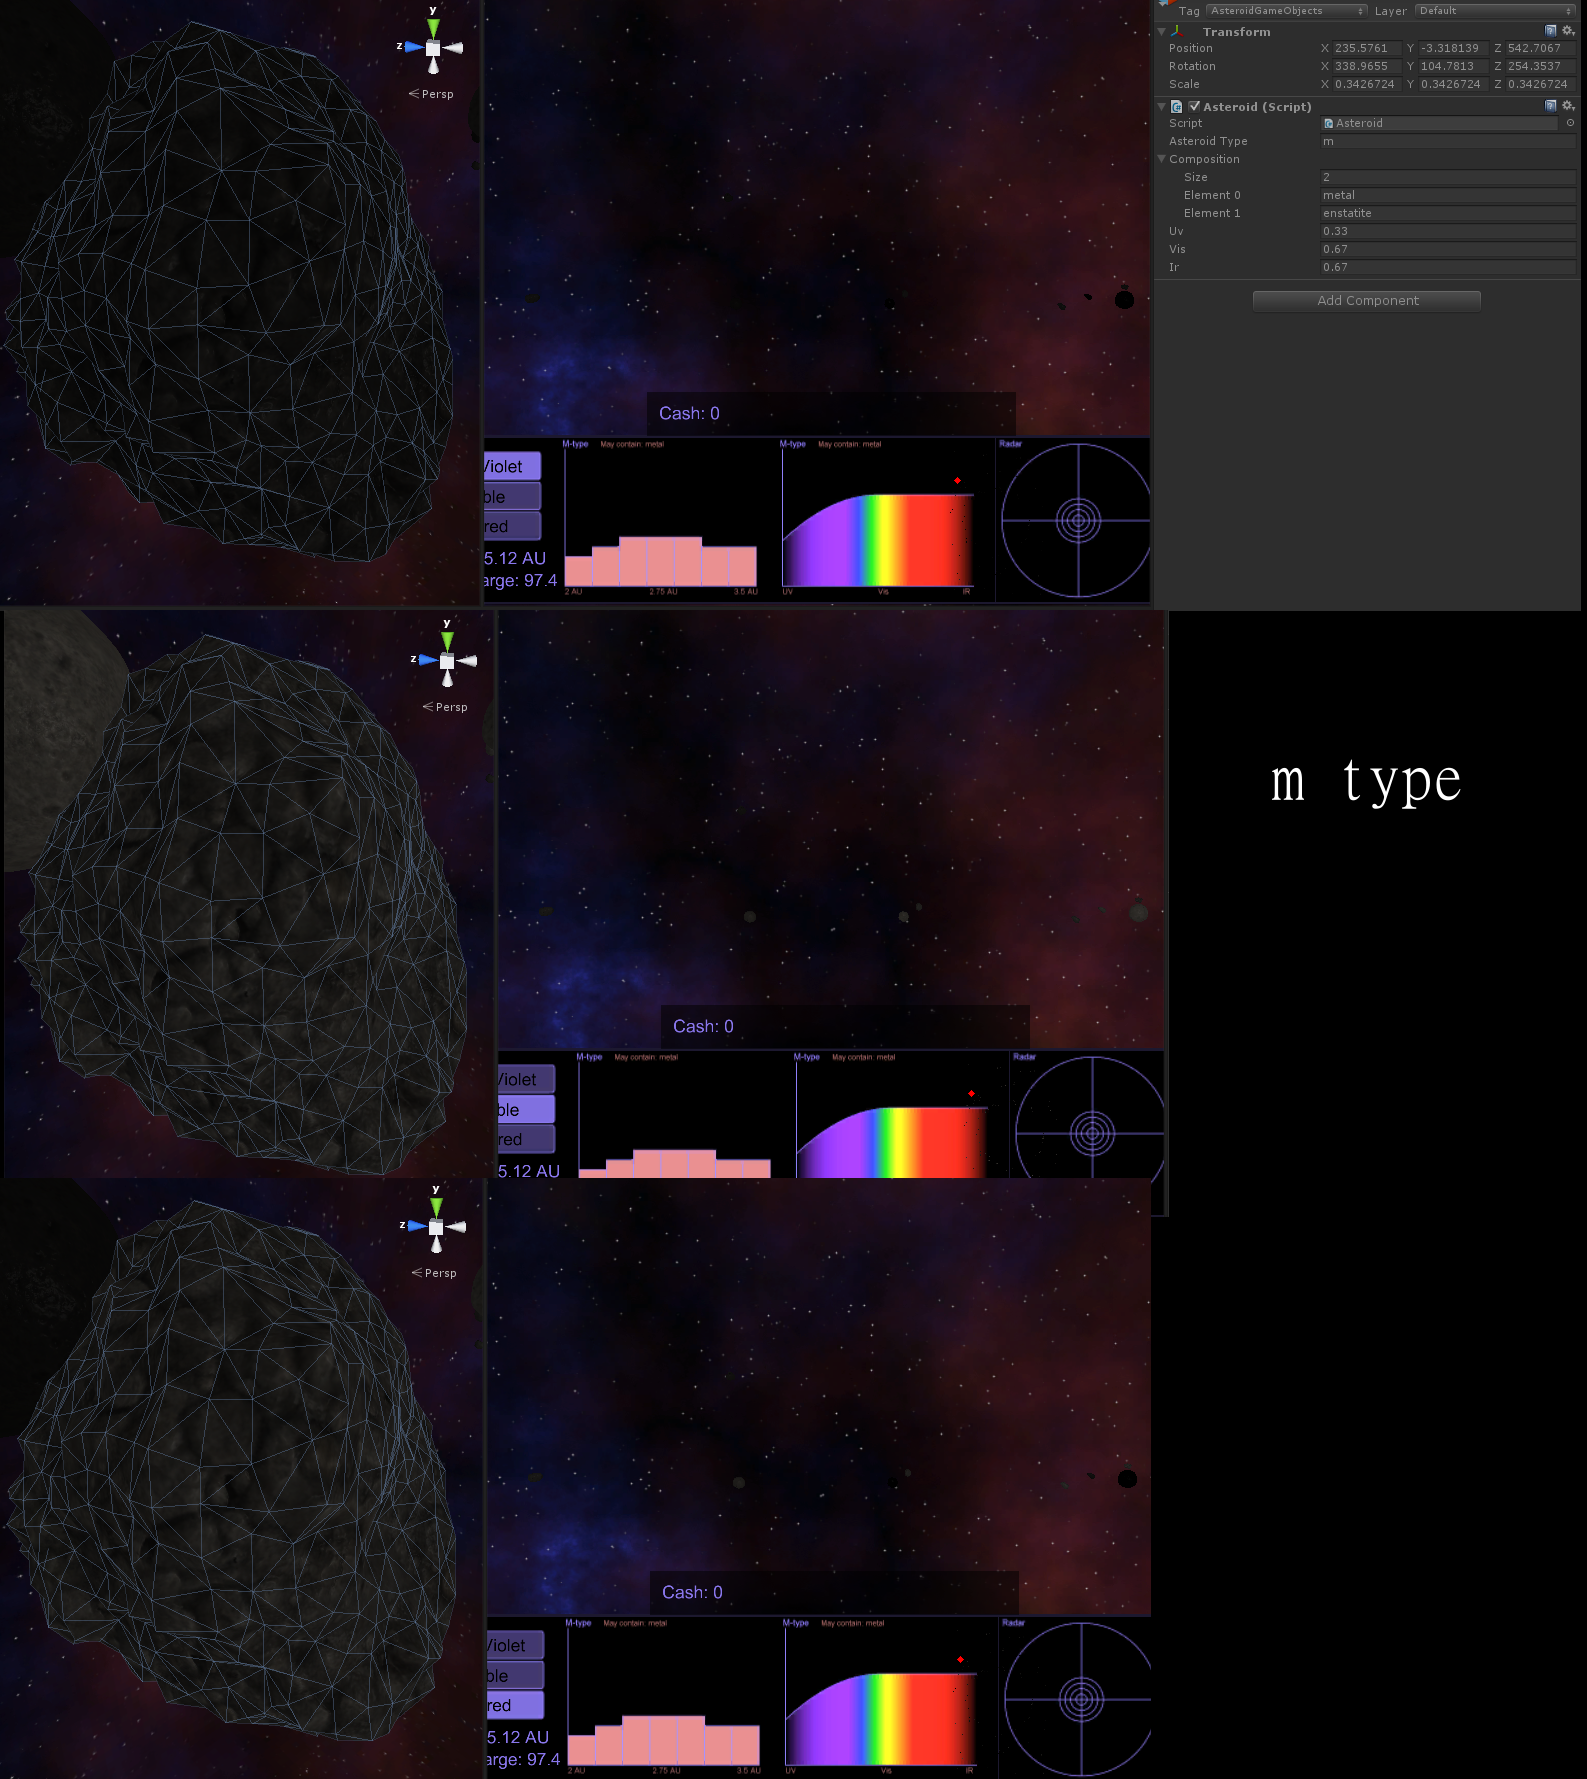 y
z
Persp
Cash: 0
M-type May contain: metal
M-type May contain: metal
Radar
Violet
ble
red
5.12 AU
arge: 97.4
2 AU 2.75 AU 3.5 AU
UV Vis IR
Tag AsteroidGameObjects Layer Default
Transform
Position X 235.5761 Y -3.318139 Z 542.7067
Rotation X 338.9655 Y 104.7813 Z 254.3537
Scale X 0.3426724 Y 0.3426724 Z 0.3426724
Asteroid (Script)
Script Asteroid
Asteroid Type m
Composition
Size 2
Element 0 metal
Element 1 enstatite
Uv 0.33
Vis 0.67
Ir 0.67
Add Component
y
z
Persp
Cash: 0
M-type May contain: metal
M-type May contain: metal
Radar
Violet
ble
red
5.12 AU
m type
y
z
Persp
Cash: 0
M-type May contain: metal
M-type May contain: metal
Radar
Violet
ble
red
5.12 AU
arge: 97.4
2 AU 2.75 AU 3.5 AU
UV Vis IR